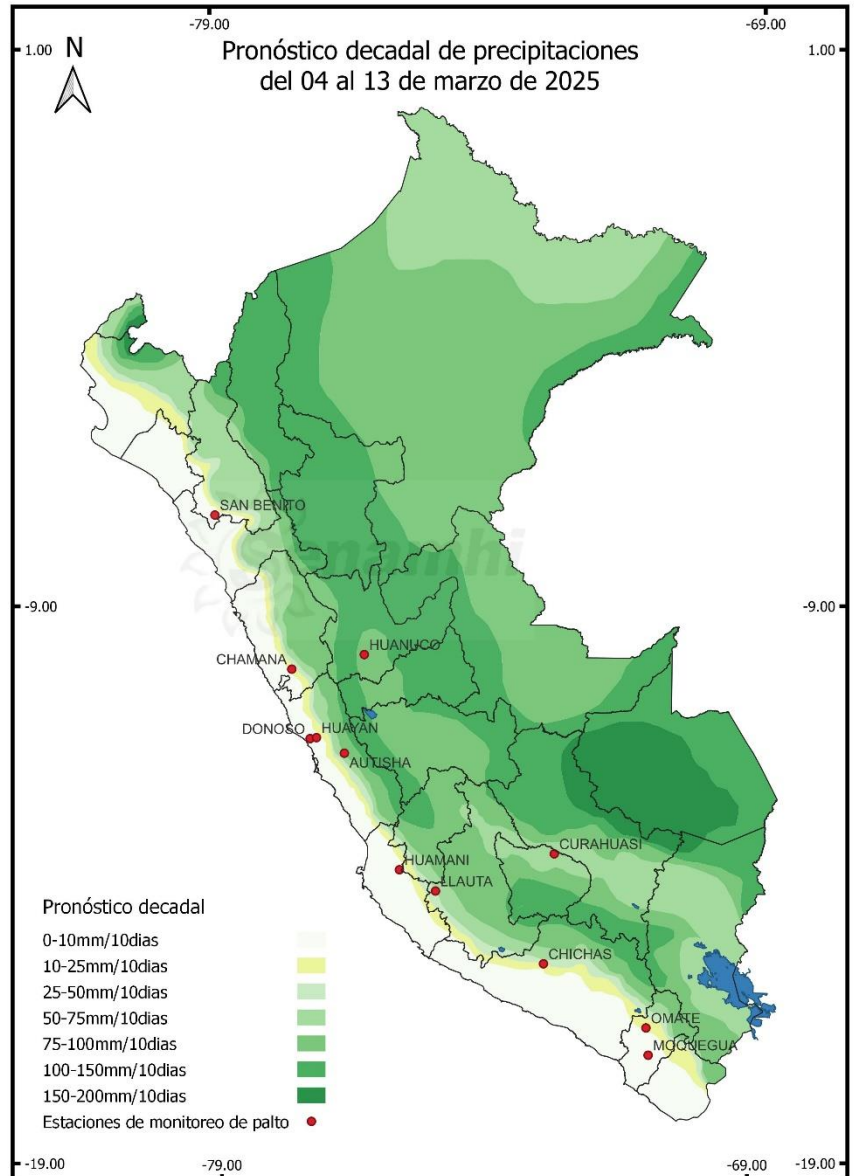 -79.00
-69.00
1.00
N
Pronóstico decadal de precipitaciones
1.00
del 04 al 13 de marzo de 2025
SAN BENITO
Senamhi
-9.00
-9.00
HUANUCO
CHAMANA
DONOSO
HUAYAN
AUTISHA
CURAHUASI
HUAMANI
LLAUTA
Pronóstico decadal
0-10mm/10dias
10-25mm/10dias
CHICHAS
25-50mm/10dias
50-75mm/10dias
OMATE
75-100mm/10dias
MOQUEGUA
100-150mm/10dias
150-200mm/10dias
Estaciones de monitoreo de palto
-19.00
-79.00
-69.00
-19.00